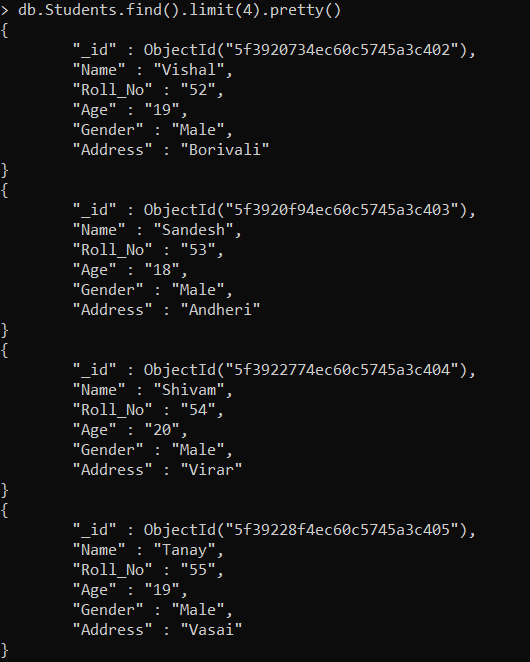 > db.Students.find().limit(4).pretty()
{
        "_id" : ObjectId("5f3920734ec60c5745a3c402"),
        "Name" : "Vishal",
        "Roll_No" : "52",
        "Age" : "19",
        "Gender" : "Male",
        "Address" : "Borivali"
}
{
        "_id" : ObjectId("5f3920f94ec60c5745a3c403"),
        "Name" : "Sandesh",
        "Roll_No" : "53",
        "Age" : "18",
        "Gender" : "Male",
        "Address" : "Andheri"
}
{
        "_id" : ObjectId("5f3922774ec60c5745a3c404"),
        "Name" : "Shivam",
        "Roll_No" : "54",
        "Age" : "20",
        "Gender" : "Male",
        "Address" : "Virar"
}
{
        "_id" : ObjectId("5f39228f4ec60c5745a3c405"),
        "Name" : "Tanay",
        "Roll_No" : "55",
        "Age" : "19",
        "Gender" : "Male",
        "Address" : "Vasai"
}